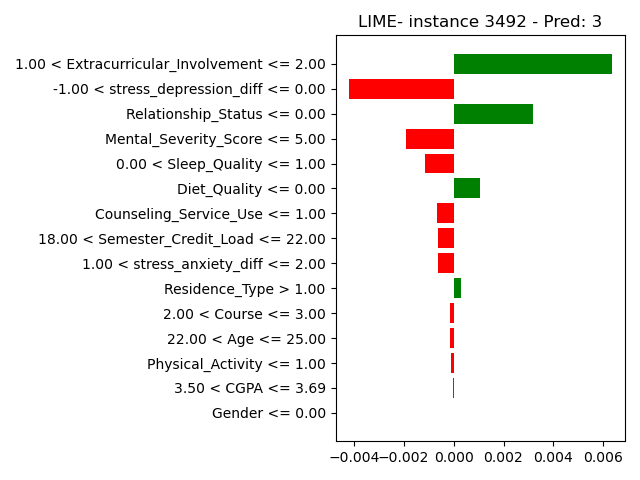 LIME- instance 3492 - Pred: 3
1.00 < Extracurricular_Involvement <= 2.00
-1.00 < stress_depression_diff <= 0.00
Relationship_Status <= 0.00
Mental_Severity_Score <= 5.00
0.00 < Sleep_Quality <= 1.00
Diet_Quality <= 0.00
Counseling_Service_Use <= 1.00
18.00 < Semester_Credit_Load <= 22.00
1.00 < stress_anxiety_diff <= 2.00
Residence_Type > 1.00
2.00 < Course <= 3.00
22.00 < Age <= 25.00
Physical_Activity <= 1.00
3.50 < CGPA <= 3.69
Gender <= 0.00
−0.004 −0.002 0.000 0.002 0.004 0.006